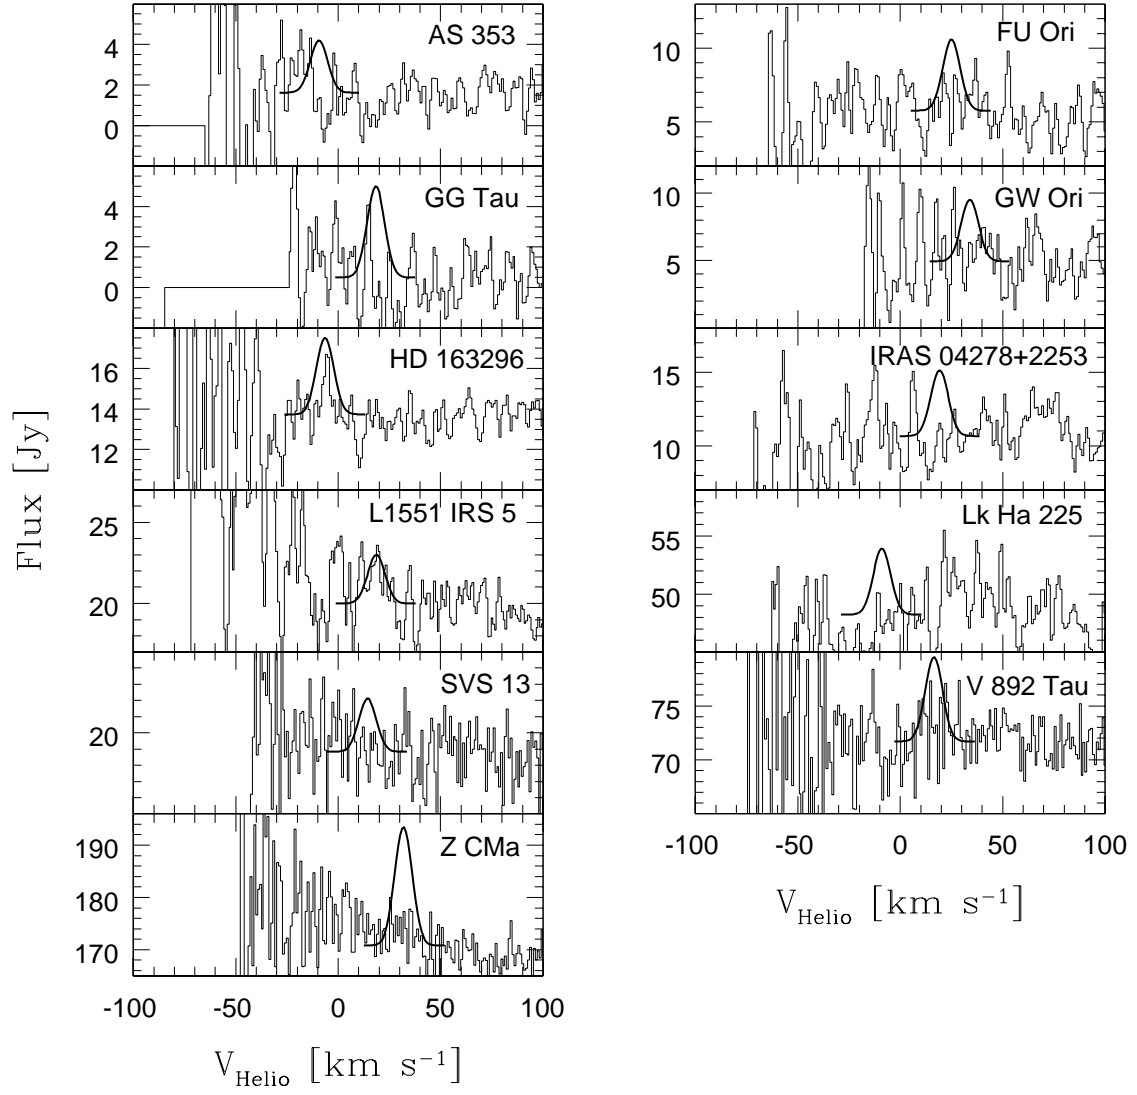 AS 353
4
2
0
GG Tau
4
2
0
HD 163296
16
14
12
L1551 IRS 5
25
20
SVS 13
20
Z CMa
190
180
170
-100 -50 0 50 100
V_Helio [km s⁻¹]
Flux [Jy]
FU Ori
10
5
GW Ori
10
5
IRAS 04278+2253
15
10
Lk Ha 225
55
50
V 892 Tau
75
70
-100 -50 0 50 100
V_Helio [km s⁻¹]